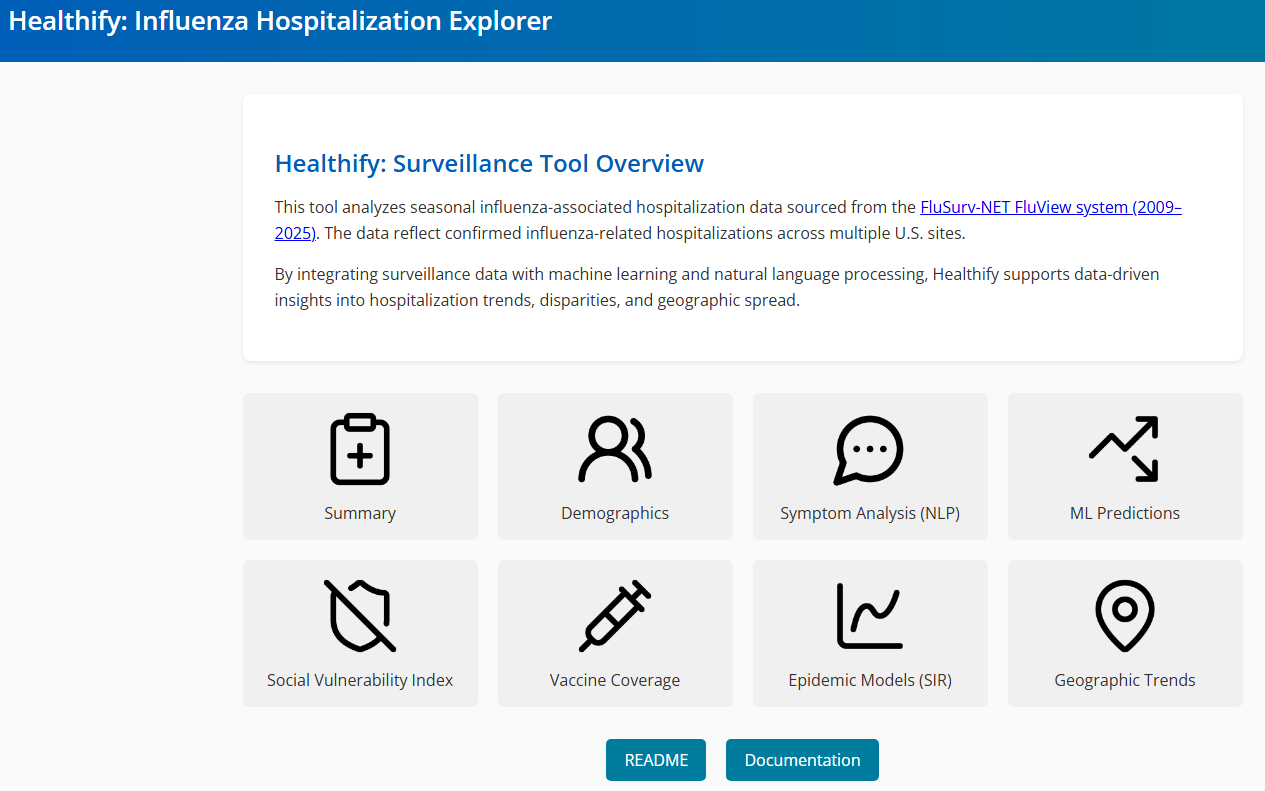 Healthify: Influenza Hospitalization Explorer
Healthify: Surveillance Tool Overview
This tool analyzes seasonal influenza-associated hospitalization data sourced from the FluSurv-NET FluView system (2009–
2025). The data reflect confirmed influenza-related hospitalizations across multiple U.S. sites.
By integrating surveillance data with machine learning and natural language processing, Healthify supports data-driven
insights into hospitalization trends, disparities, and geographic spread.
Summary
Demographics
Symptom Analysis (NLP)
ML Predictions
Social Vulnerability Index
Vaccine Coverage
Epidemic Models (SIR)
Geographic Trends
README
Documentation